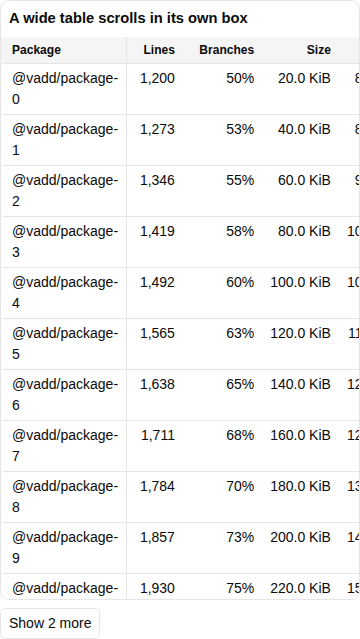 A wide table scrolls in its own box
Package Lines Branches Size
@vadd/package- 1,200 50% 20.0 KiB
0
@vadd/package- 1,273 53% 40.0 KiB
1
@vadd/package- 1,346 55% 60.0 KiB
2
@vadd/package- 1,419 58% 80.0 KiB
3
@vadd/package- 1,492 60% 100.0 KiB
4
@vadd/package- 1,565 63% 120.0 KiB
5
@vadd/package- 1,638 65% 140.0 KiB
6
@vadd/package- 1,711 68% 160.0 KiB
7
@vadd/package- 1,784 70% 180.0 KiB
8
@vadd/package- 1,857 73% 200.0 KiB
9
@vadd/package- 1,930 75% 220.0 KiB
Show 2 more